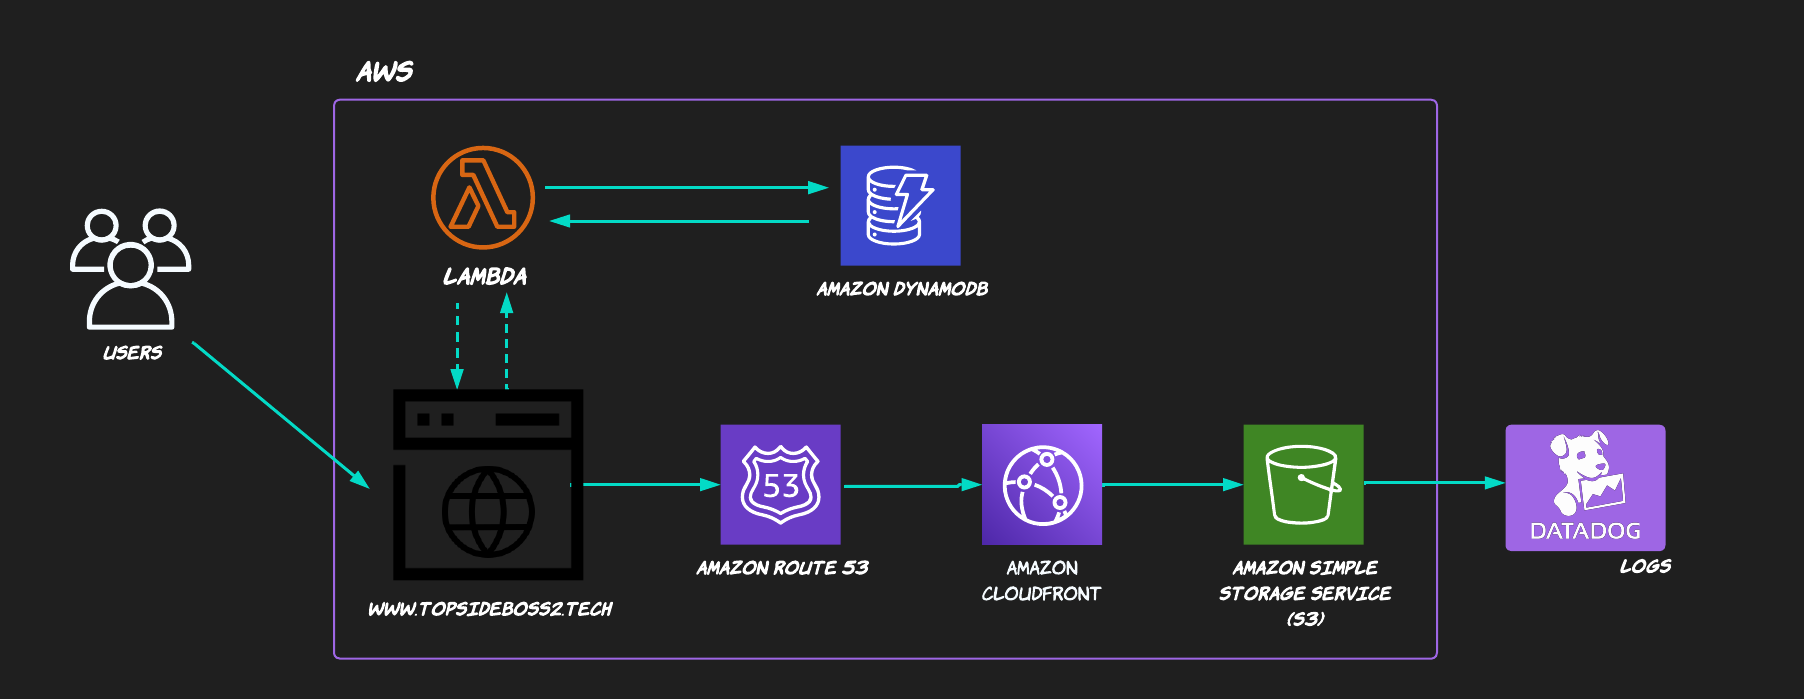 AWS
LAMBDA
AMAZON DYNAMODB
USERS
53
DATADOG
AMAZON ROUTE 53
AMAZON
CLOUDFRONT
AMAZON SIMPLE
STORAGE SERVICE
(S3)
LOGS
WWW.TOPSIDEBOSS2.TECH